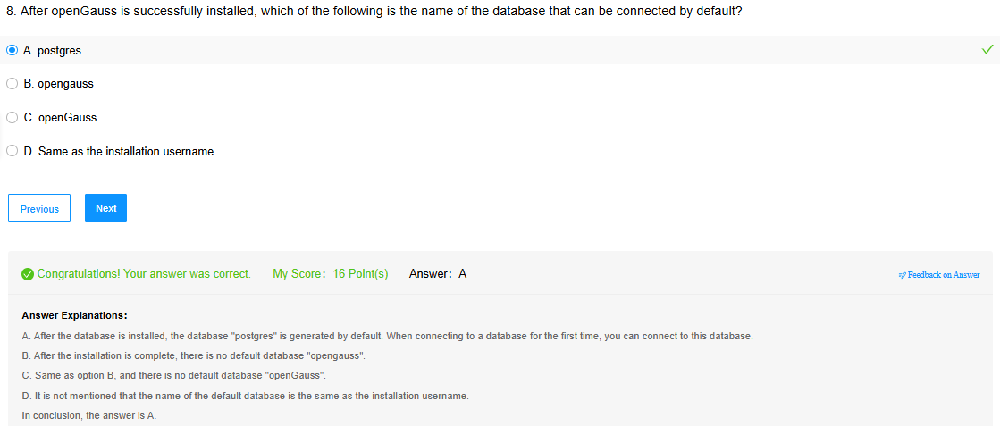 8. After openGauss is successfully installed, which of the following is the name of the database that can be connected by default?
A. postgres
B. opengauss
C. openGauss
D. Same as the installation username
Previous Next
Congratulations! Your answer was correct. My Score: 16 Point(s) Answer: A Feedback on Answer
Answer Explanations:
A. After the database is installed, the database "postgres" is generated by default. When connecting to a database for the first time, you can connect to this database.
B. After the installation is complete, there is no default database "opengauss".
C. Same as option B, and there is no default database "openGauss".
D. It is not mentioned that the name of the default database is the same as the installation username.
In conclusion, the answer is A.